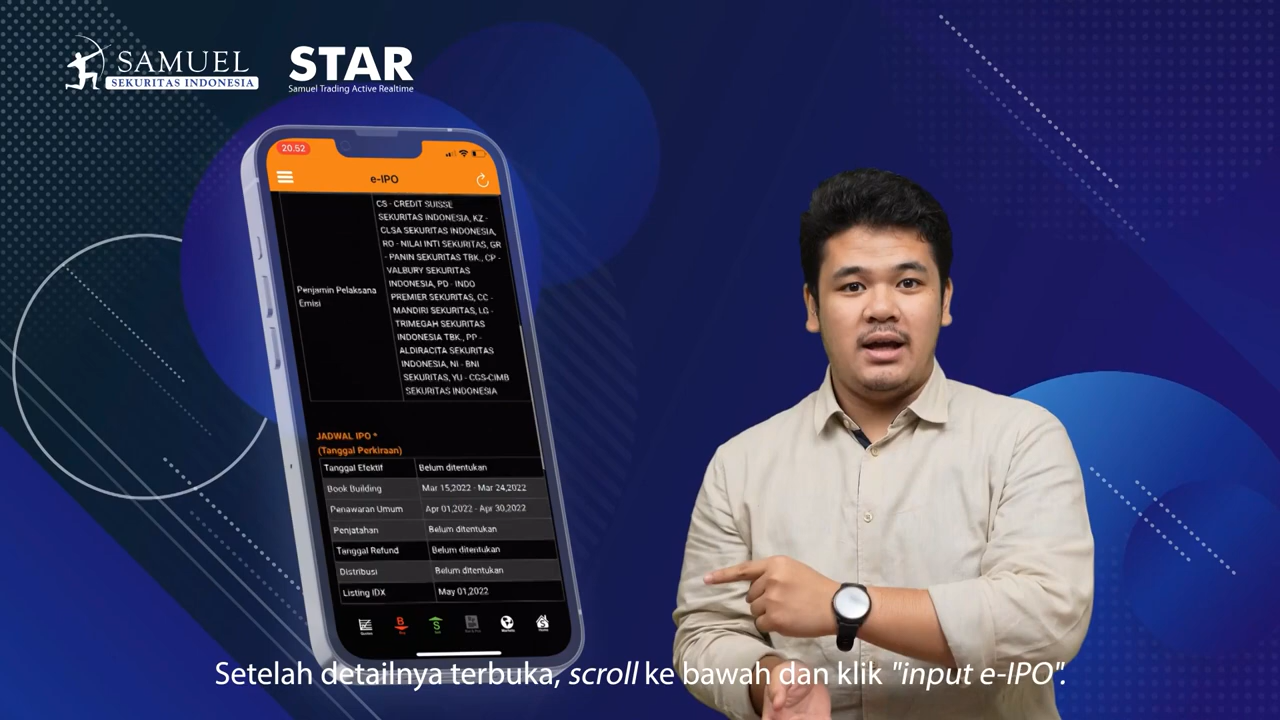 SAMUEL
SEKURITAS INDONESIA
STAR
Samuel Trading Active Realtime
20.52
e-IPO
Penjamin Pelaksana
Emisi
CS - CREDIT SUISSE
SEKURITAS INDONESIA, KZ -
CLSA SEKURITAS INDONESIA,
RO - NILAI INTI SEKURITAS, GR
- PANIN SEKURITAS TBK., CP -
VALBURY SEKURITAS
INDONESIA, PD - INDO
PREMIER SEKURITAS, CC -
MANDIRI SEKURITAS, LG -
TRIMEGAH SEKURITAS
INDONESIA TBK., PP -
ALDIRACITA SEKURITAS
INDONESIA, NI - BNI
SEKURITAS, YU - CGS-CIMB
SEKURITAS INDONESIA
JADWAL IPO *
(Tanggal Perkiraan)
Tanggal Efektif Belum ditentukan
Book Building Mar 15,2022 - Mar 24,2022
Penawaran Umum Apr 01,2022 - Apr 30,2022
Penjatahan Belum ditentukan
Tanggal Refund Belum ditentukan
Distribusi Belum ditentukan
Listing IDX May 01,2022
Setelah detailnya terbuka, scroll ke bawah dan klik "input e-IPO".